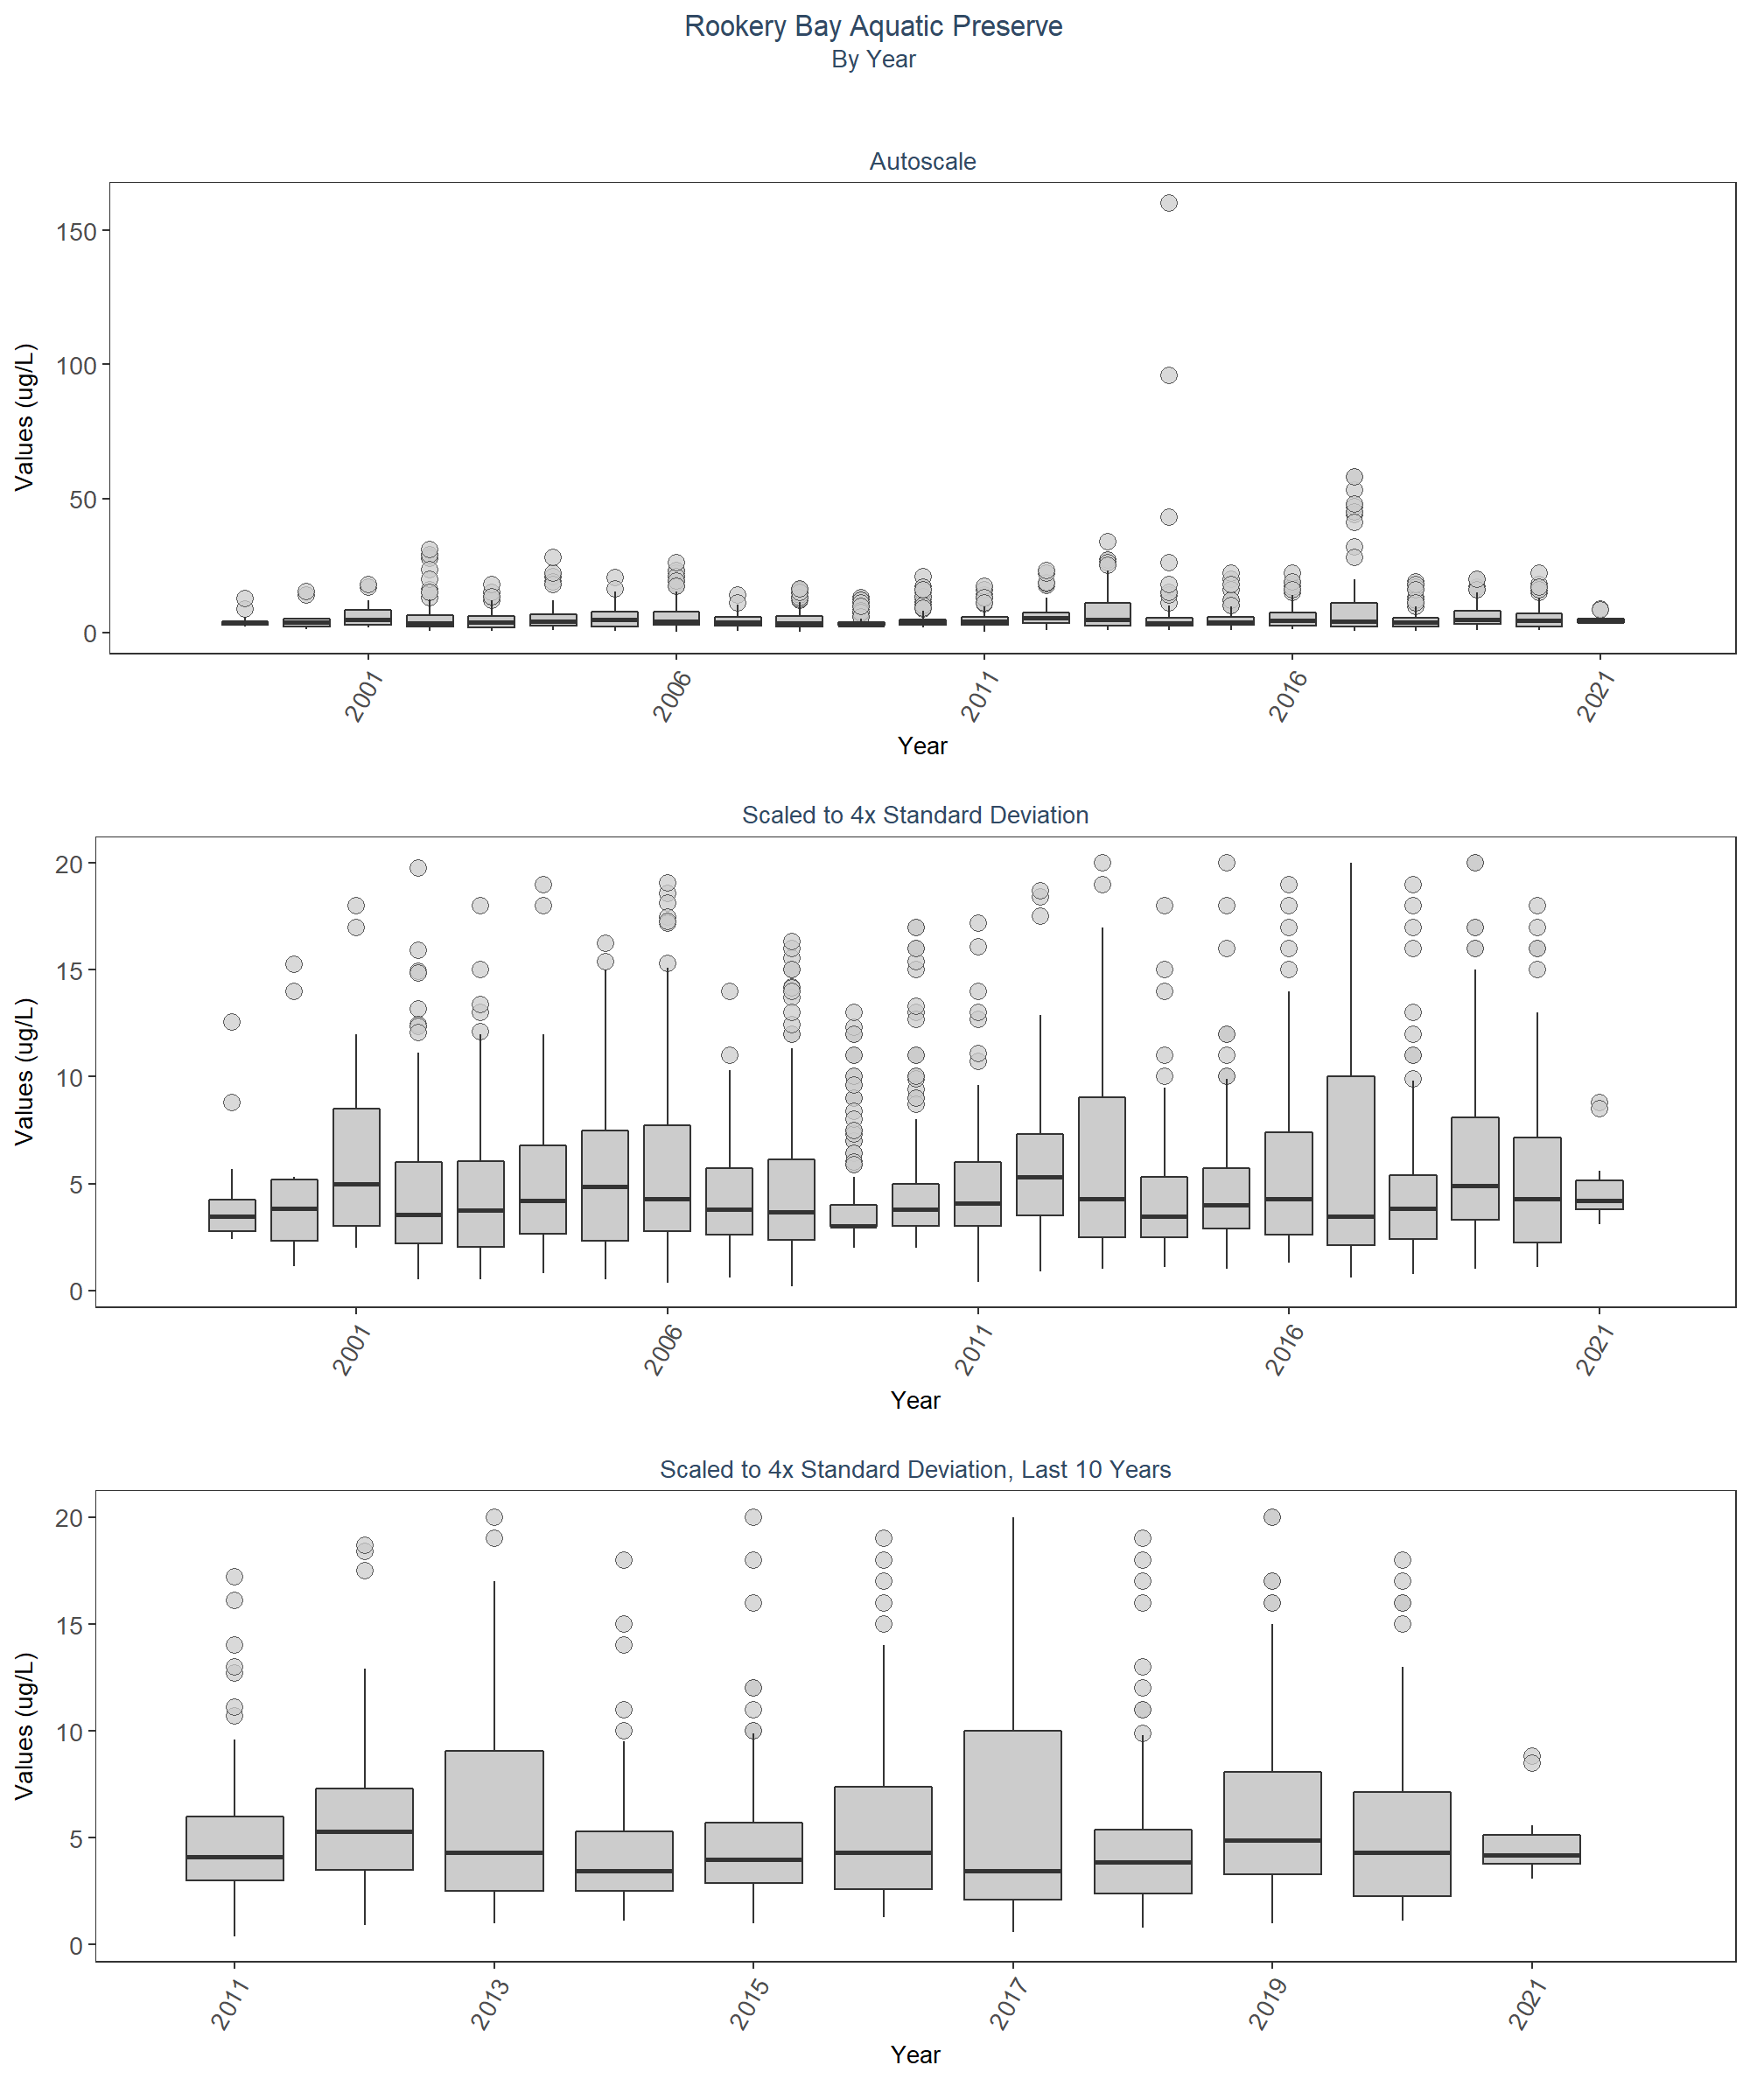 Rookery Bay Aquatic Preserve
By Year
Autoscale
Values (ug/L)
150
100
50
0
2001
2006
2011
2016
2021
Year
Scaled to 4x Standard Deviation
Values (ug/L)
20
15
10
5
0
2001
2006
2011
2016
2021
Year
Scaled to 4x Standard Deviation, Last 10 Years
Values (ug/L)
20
15
10
5
0
2011
2013
2015
2017
2019
2021
Year